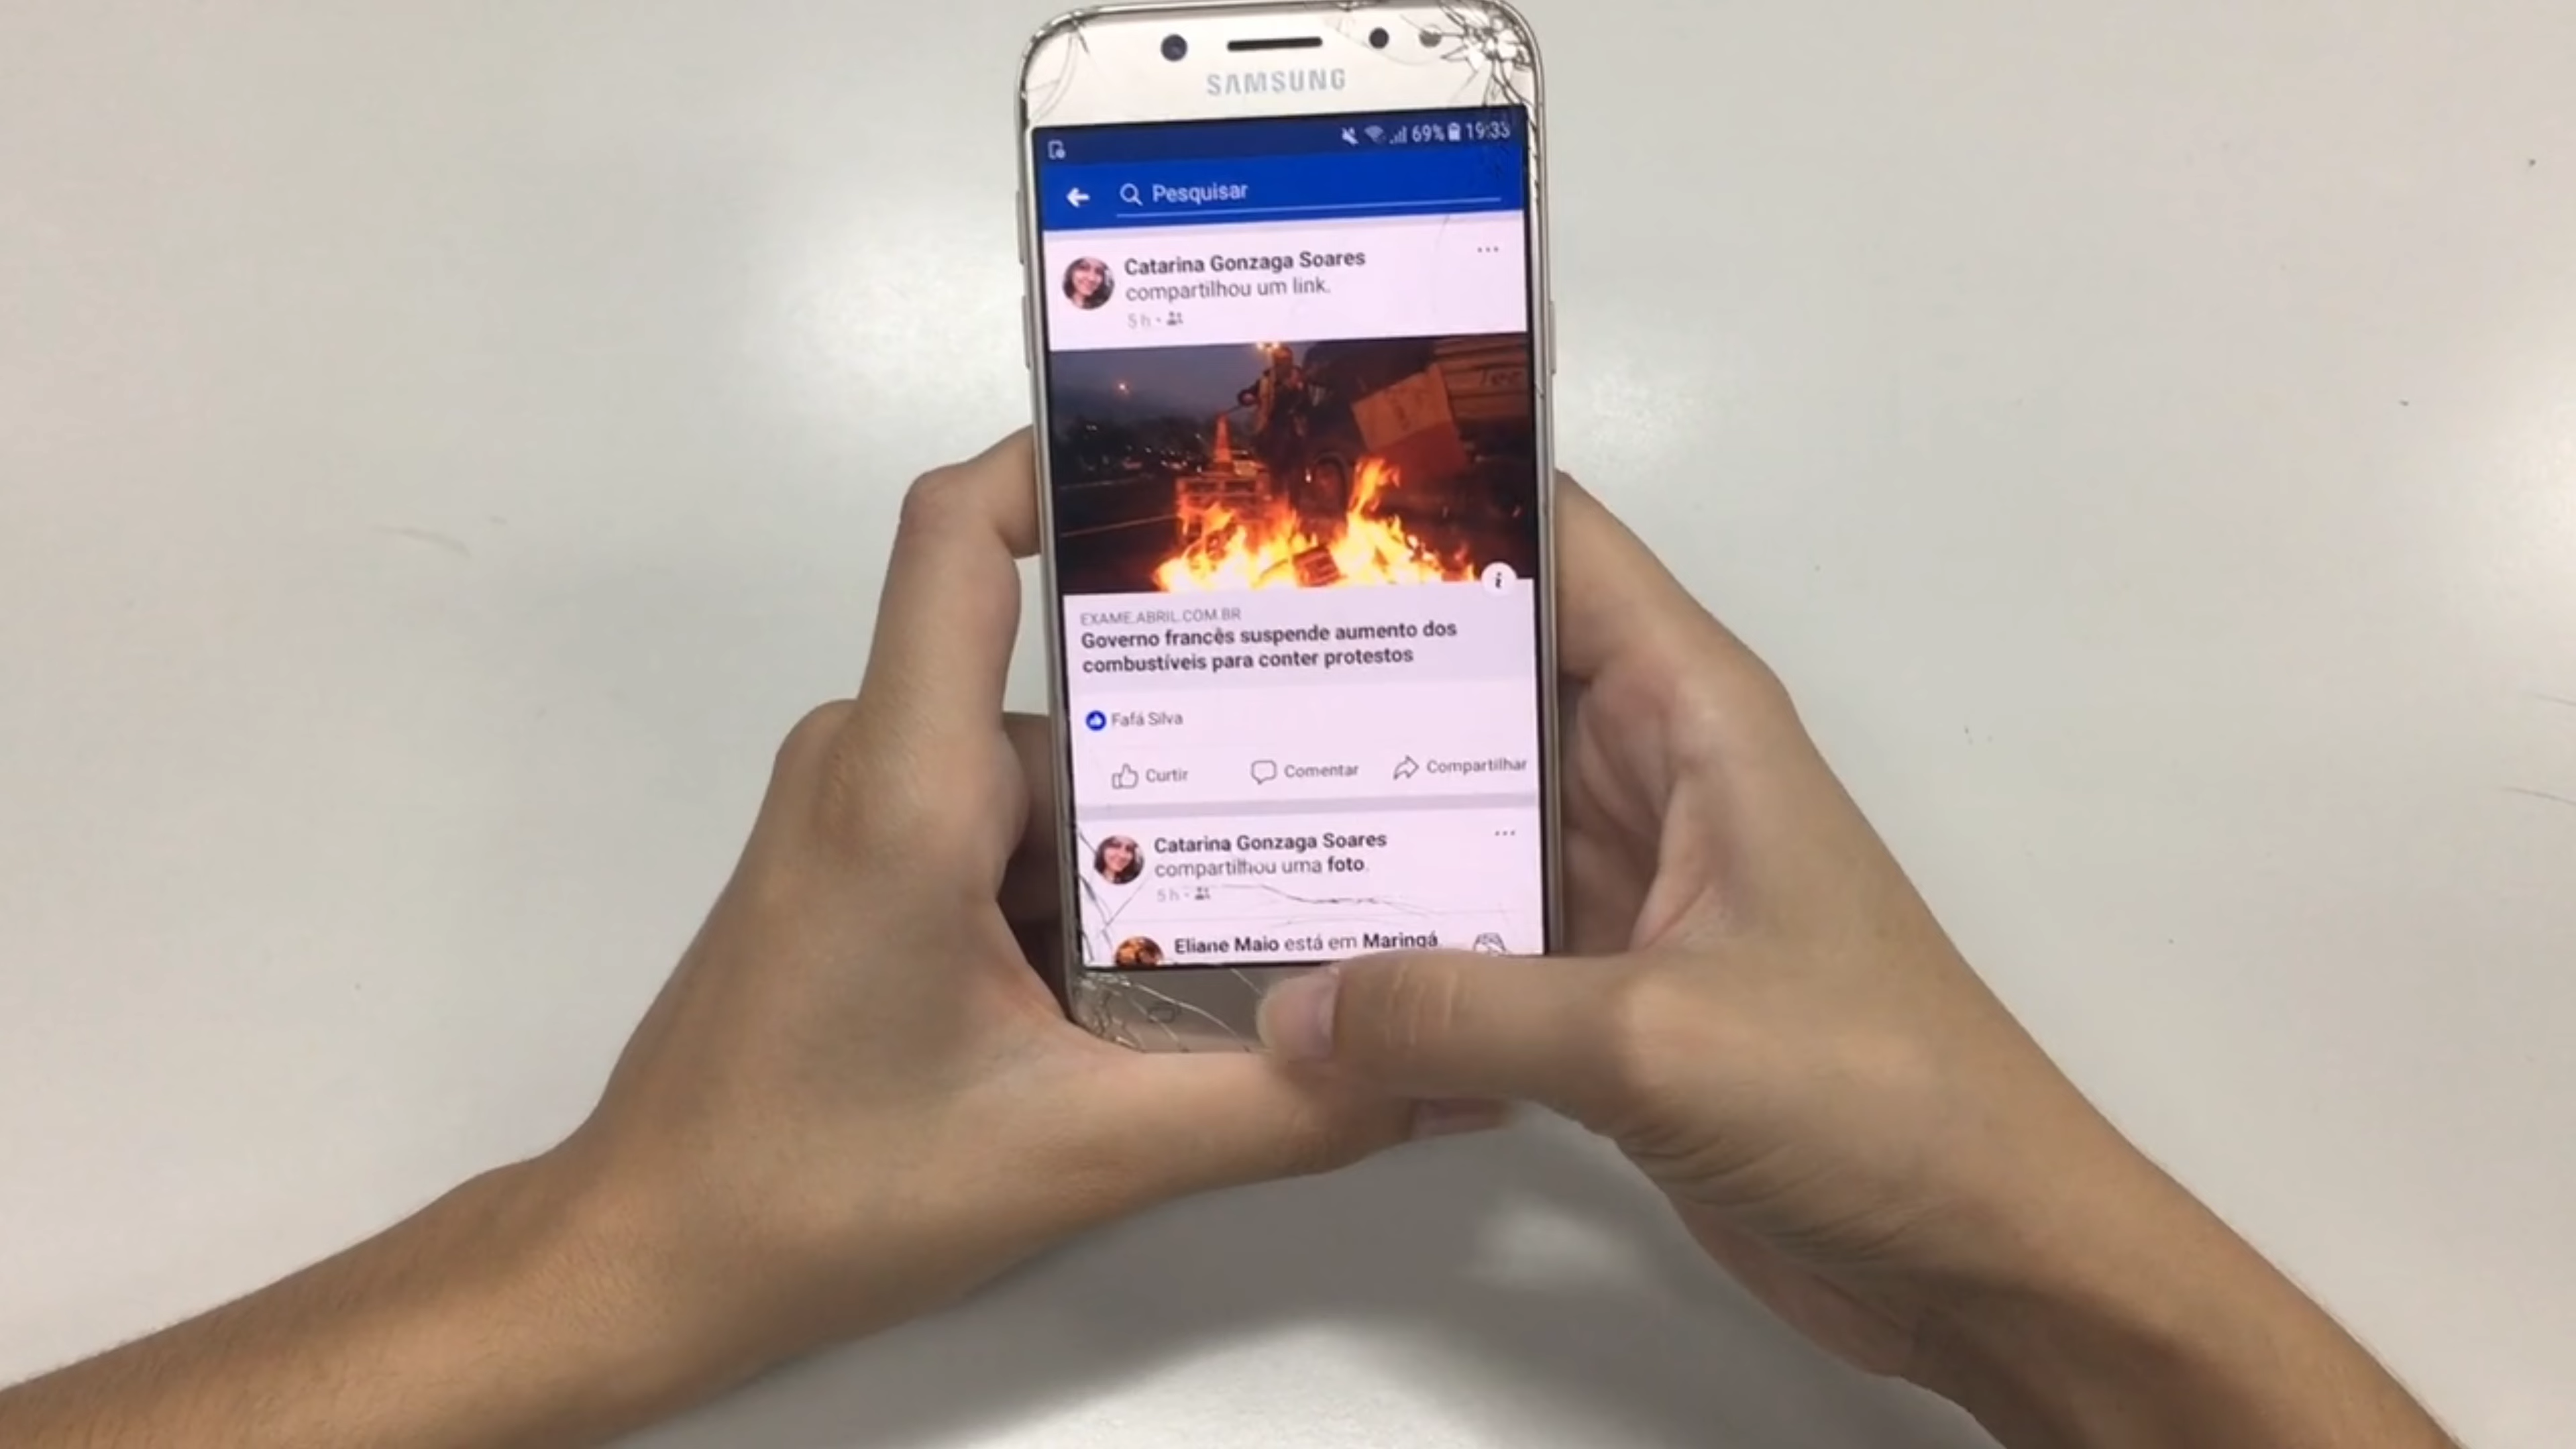 SAMSUNG
69% 19:33
Pesquisar
Catarina Gonzaga Soares
compartilhou um link.
5 h
EXAME.ABRIL.COM.BR
Governo francês suspende aumento dos
combustíveis para conter protestos
Fafá Silva
Curtir Comentar Compartilhar
Catarina Gonzaga Soares
compartilhou uma foto.
5 h
Eliane Maio está em Maringá